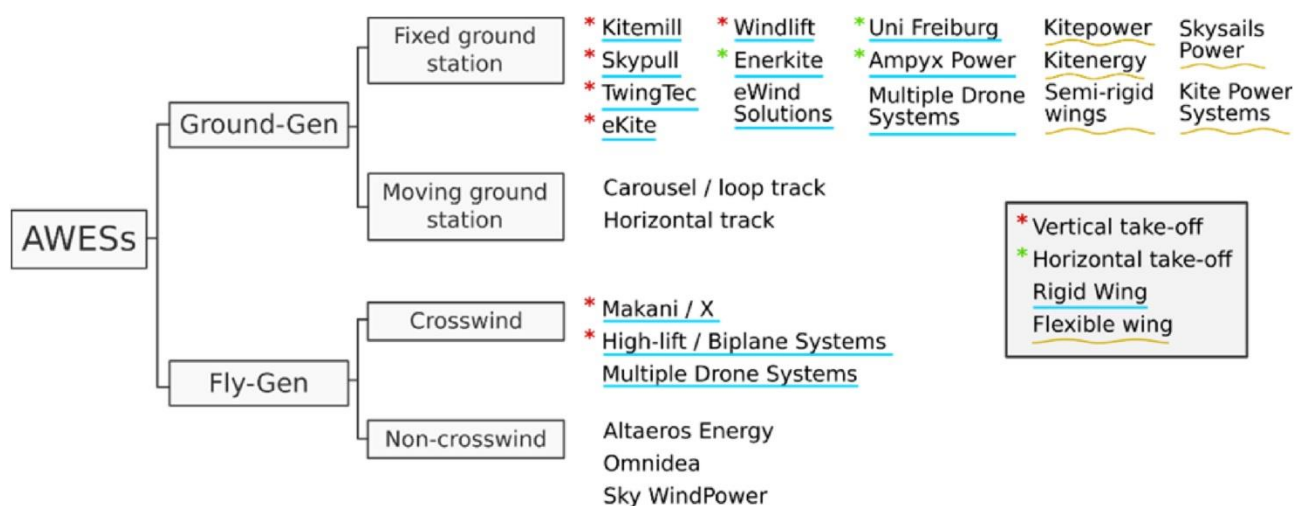 AWESs
Ground-Gen
Fixed ground
station
* Kitemill
* Skypull
* TwingTec
* eKite
* Windlift
* Enerkite
eWind
Solutions
* Uni Freiburg
* Ampyx Power
Multiple Drone
Systems
Kitepower
Kitenergy
Semi-rigid
wings
Skysails
Power
Kite Power
Systems
Moving ground
station
Carousel / loop track
Horizontal track
Fly-Gen
Crosswind
* Makani / X
* High-lift / Biplane Systems
Multiple Drone Systems
Non-crosswind
Altaeros Energy
Omnidea
Sky WindPower
* Vertical take-off
* Horizontal take-off
Rigid Wing
Flexible wing